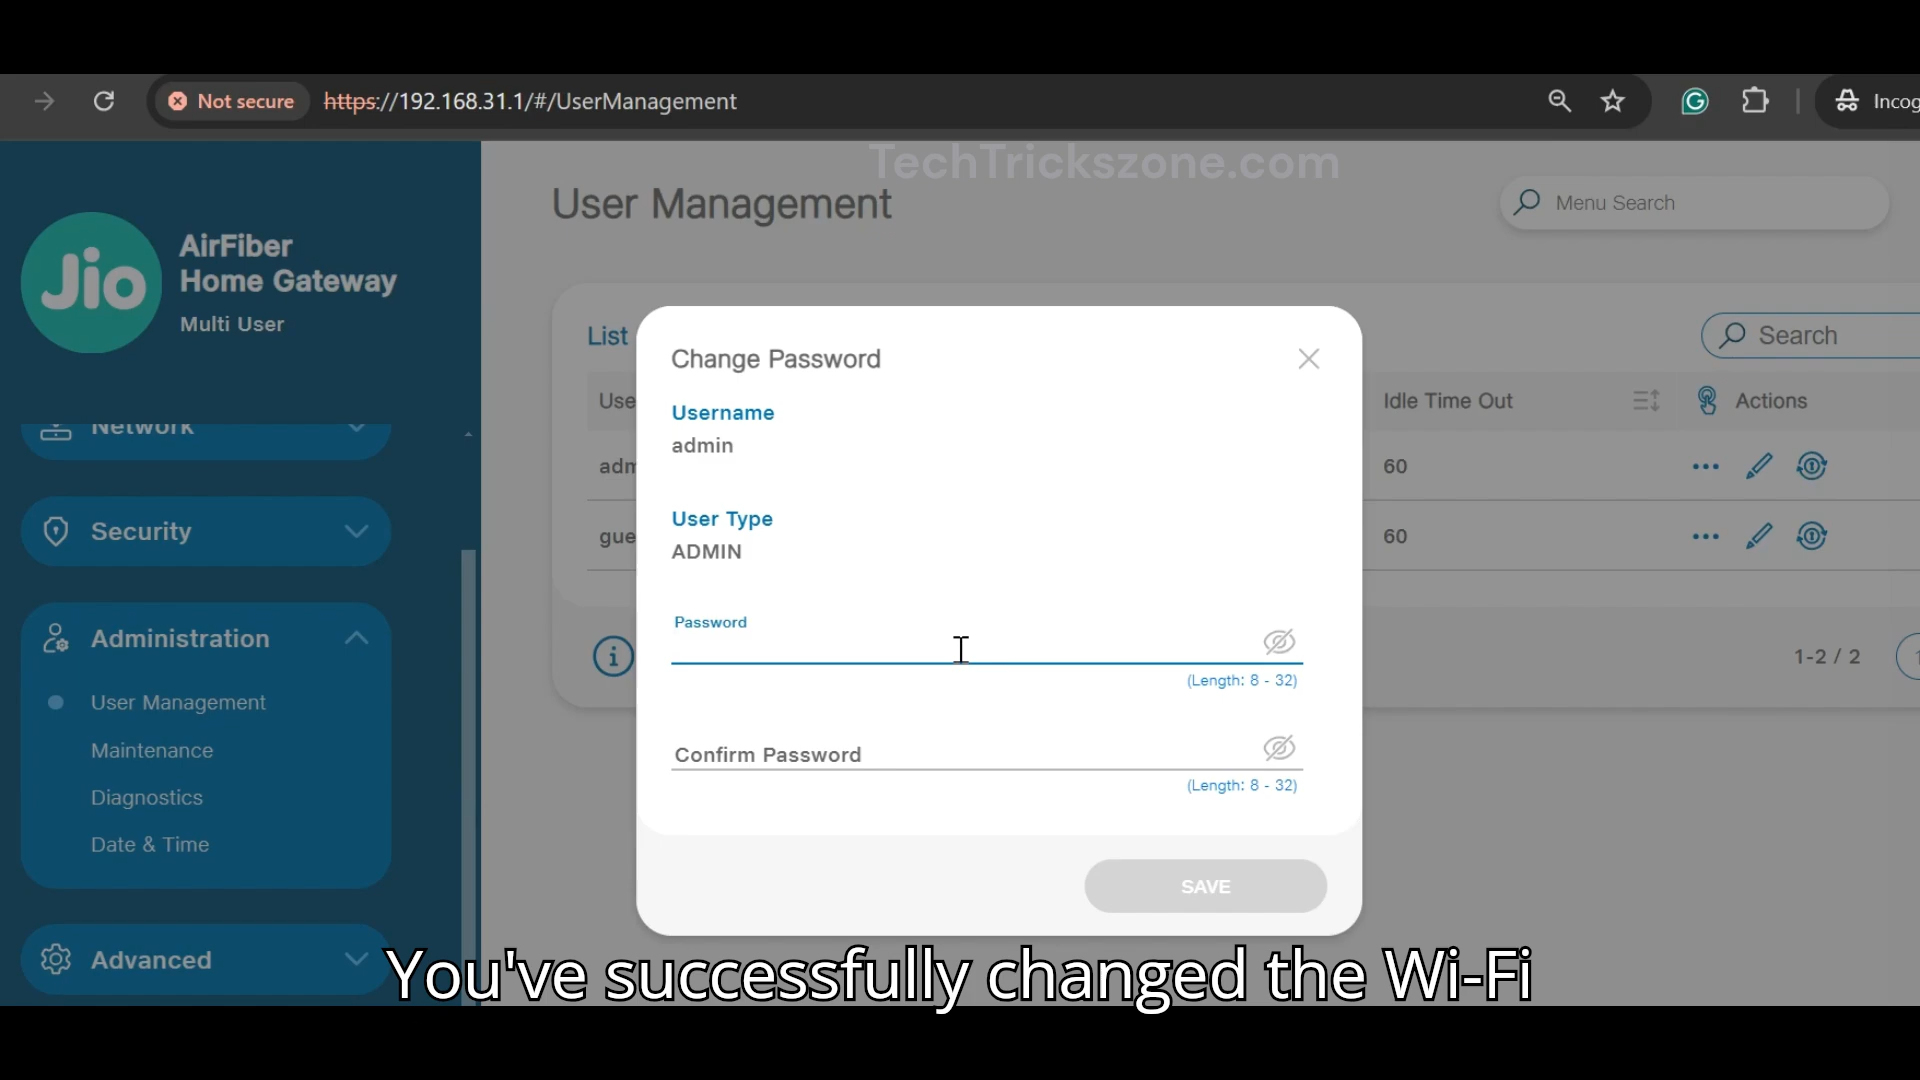 Not secure https://192.168.31.1/#/UserManagement
TechTrickszone.com
User Management
Menu Search
Jio
AirFiber
Home Gateway
Multi User
Network
Security
Administration
User Management
Maintenance
Diagnostics
Date & Time
Advanced
List
Search
Use
Idle Time Out
Actions
adm
60
gue
60
1-2 / 2
Change Password
Username
admin
User Type
ADMIN
Password
(Length: 8 - 32)
Confirm Password
(Length: 8 - 32)
SAVE
Incog
You've successfully changed the Wi-Fi